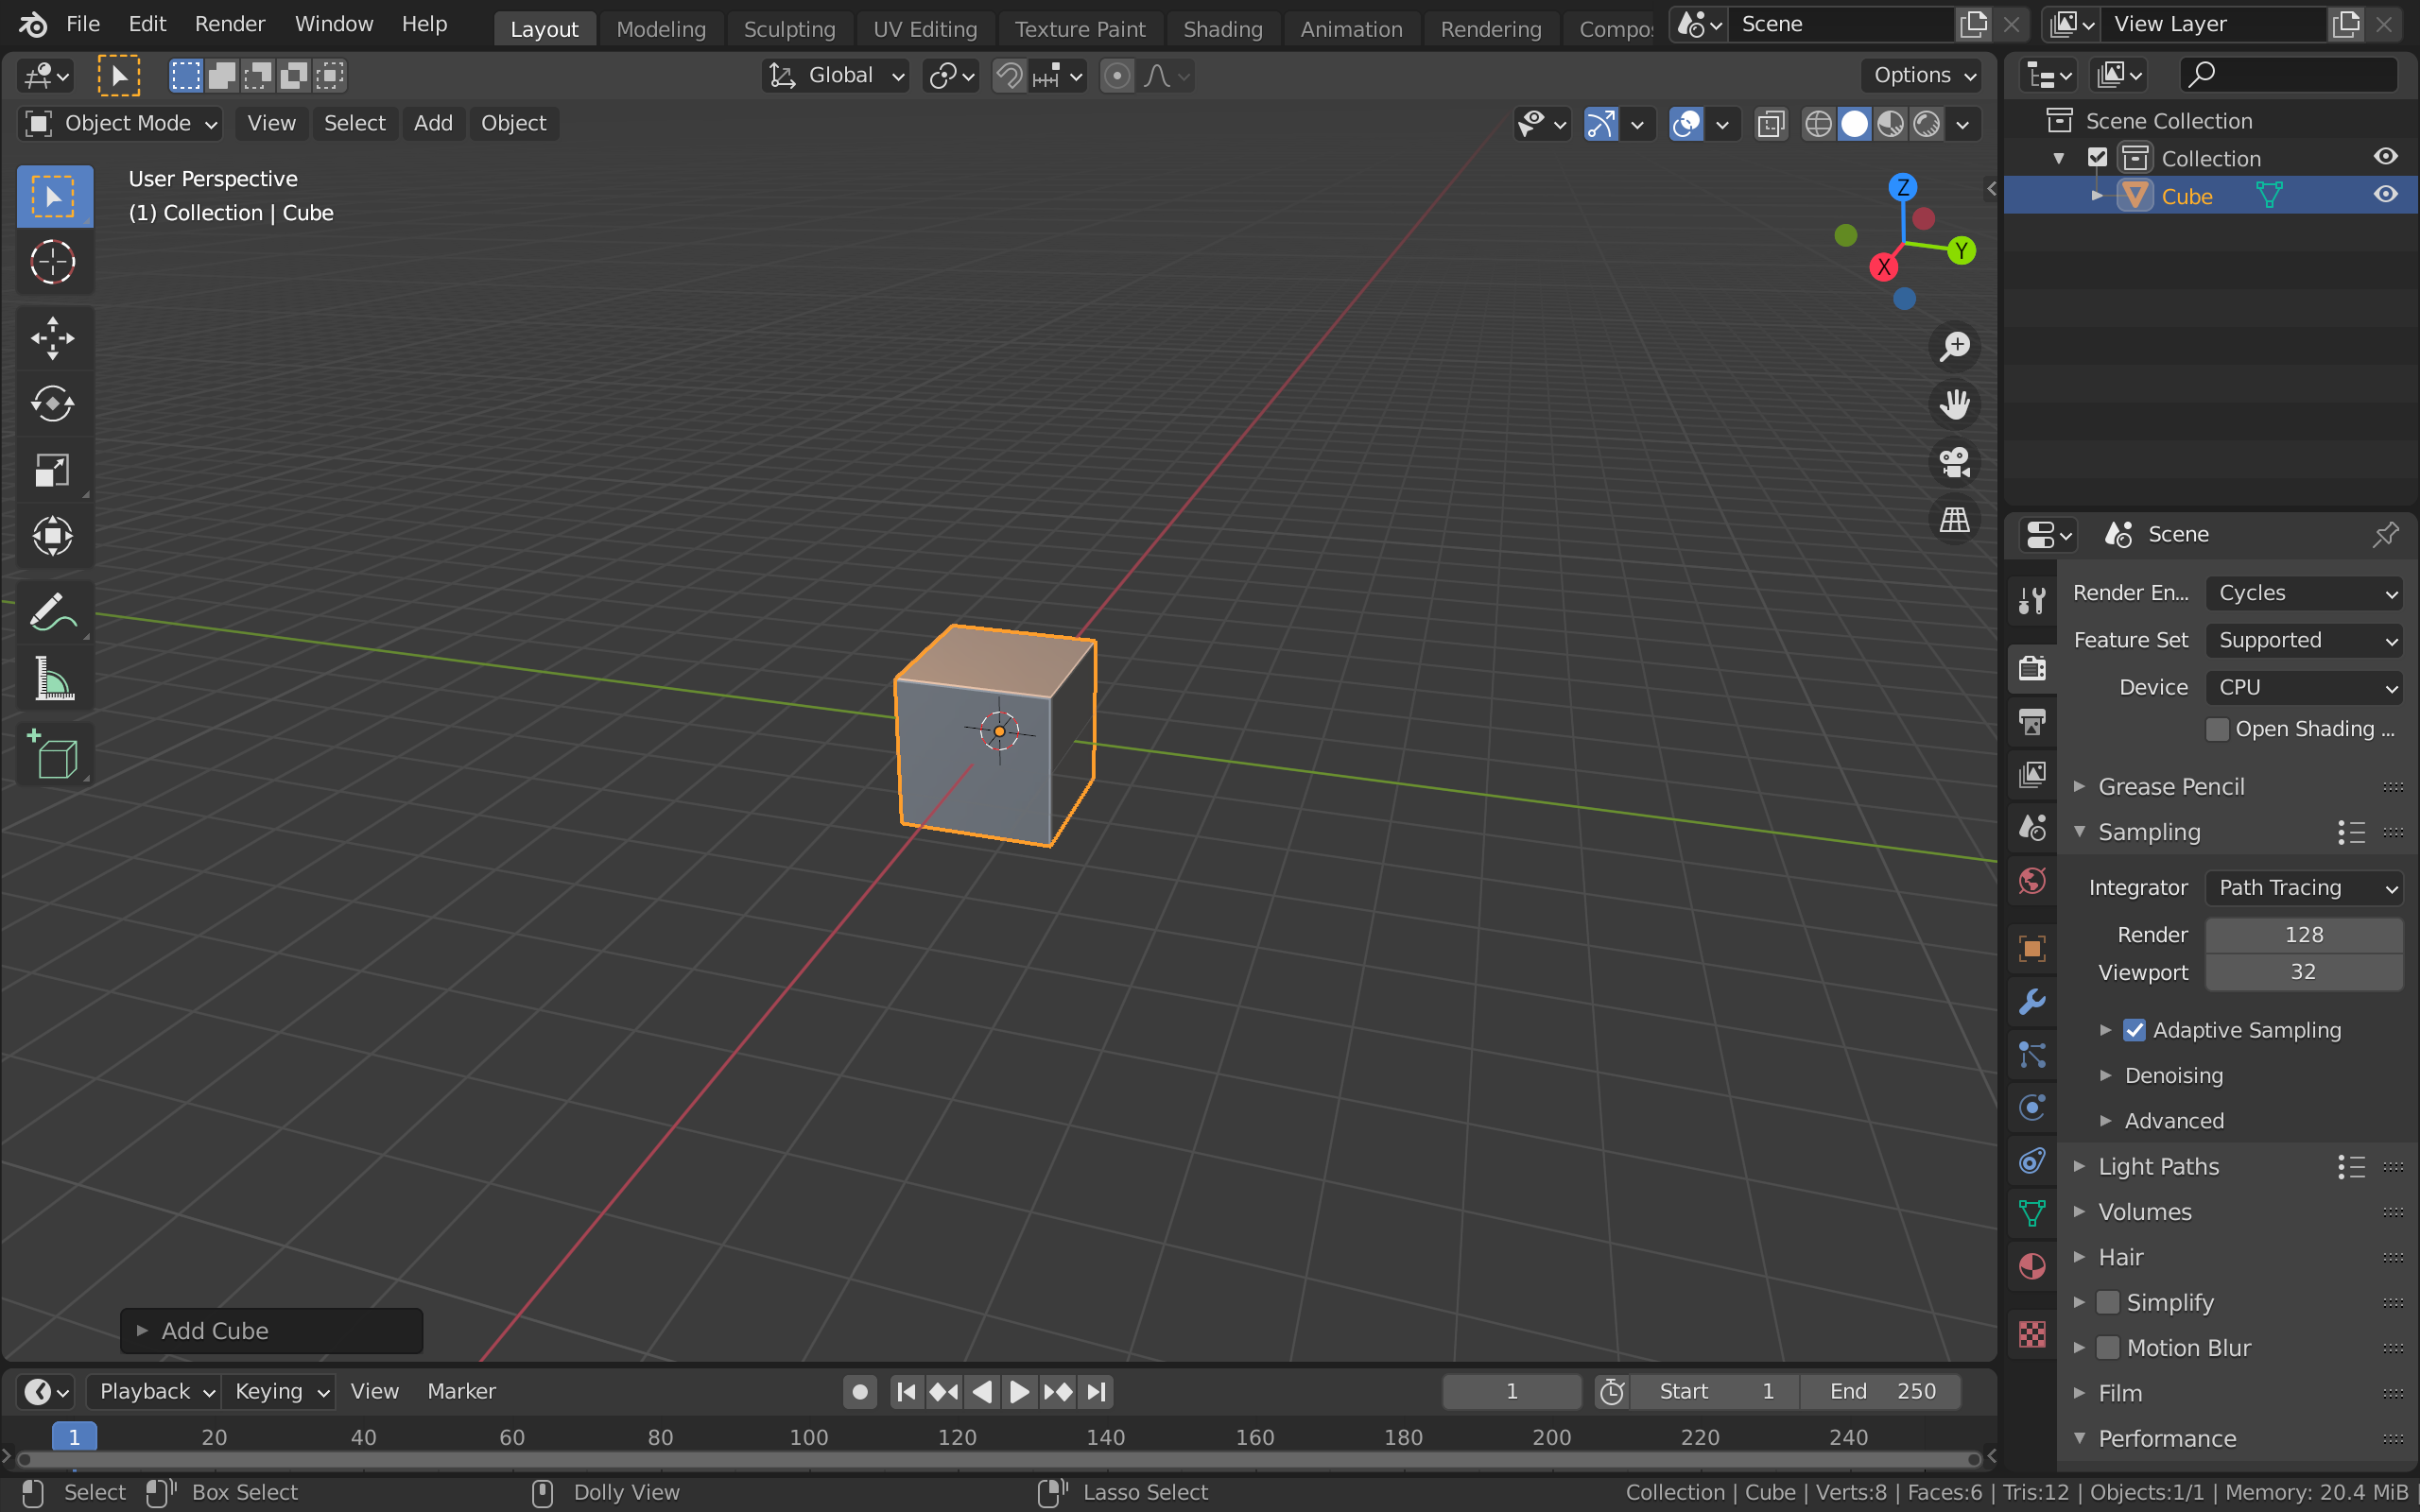 File Edit Render Window Help Layout Modeling Sculpting UV Editing Texture Paint Shading Animation Rendering Compo Scene View Layer
Global Options
Object Mode View Select Add Object
User Perspective
(1) Collection | Cube
Z
Y
X
Scene Collection
Collection
Cube
Scene
Render En... Cycles
Feature Set Supported
Device CPU
Open Shading ...
Grease Pencil
Sampling
Integrator Path Tracing
Render 128
Viewport 32
Adaptive Sampling
Denoising
Advanced
Light Paths
Volumes
Hair
Simplify
Motion Blur
Film
Performance
Add Cube
Playback Keying View Marker 1 Start 1 End 250
1 20 40 60 80 100 120 140 160 180 200 220 240
Select Box Select Dolly View Lasso Select Collection | Cube | Verts:8 | Faces:6 | Tris:12 | Objects:1/1 | Memory: 20.4 MiB